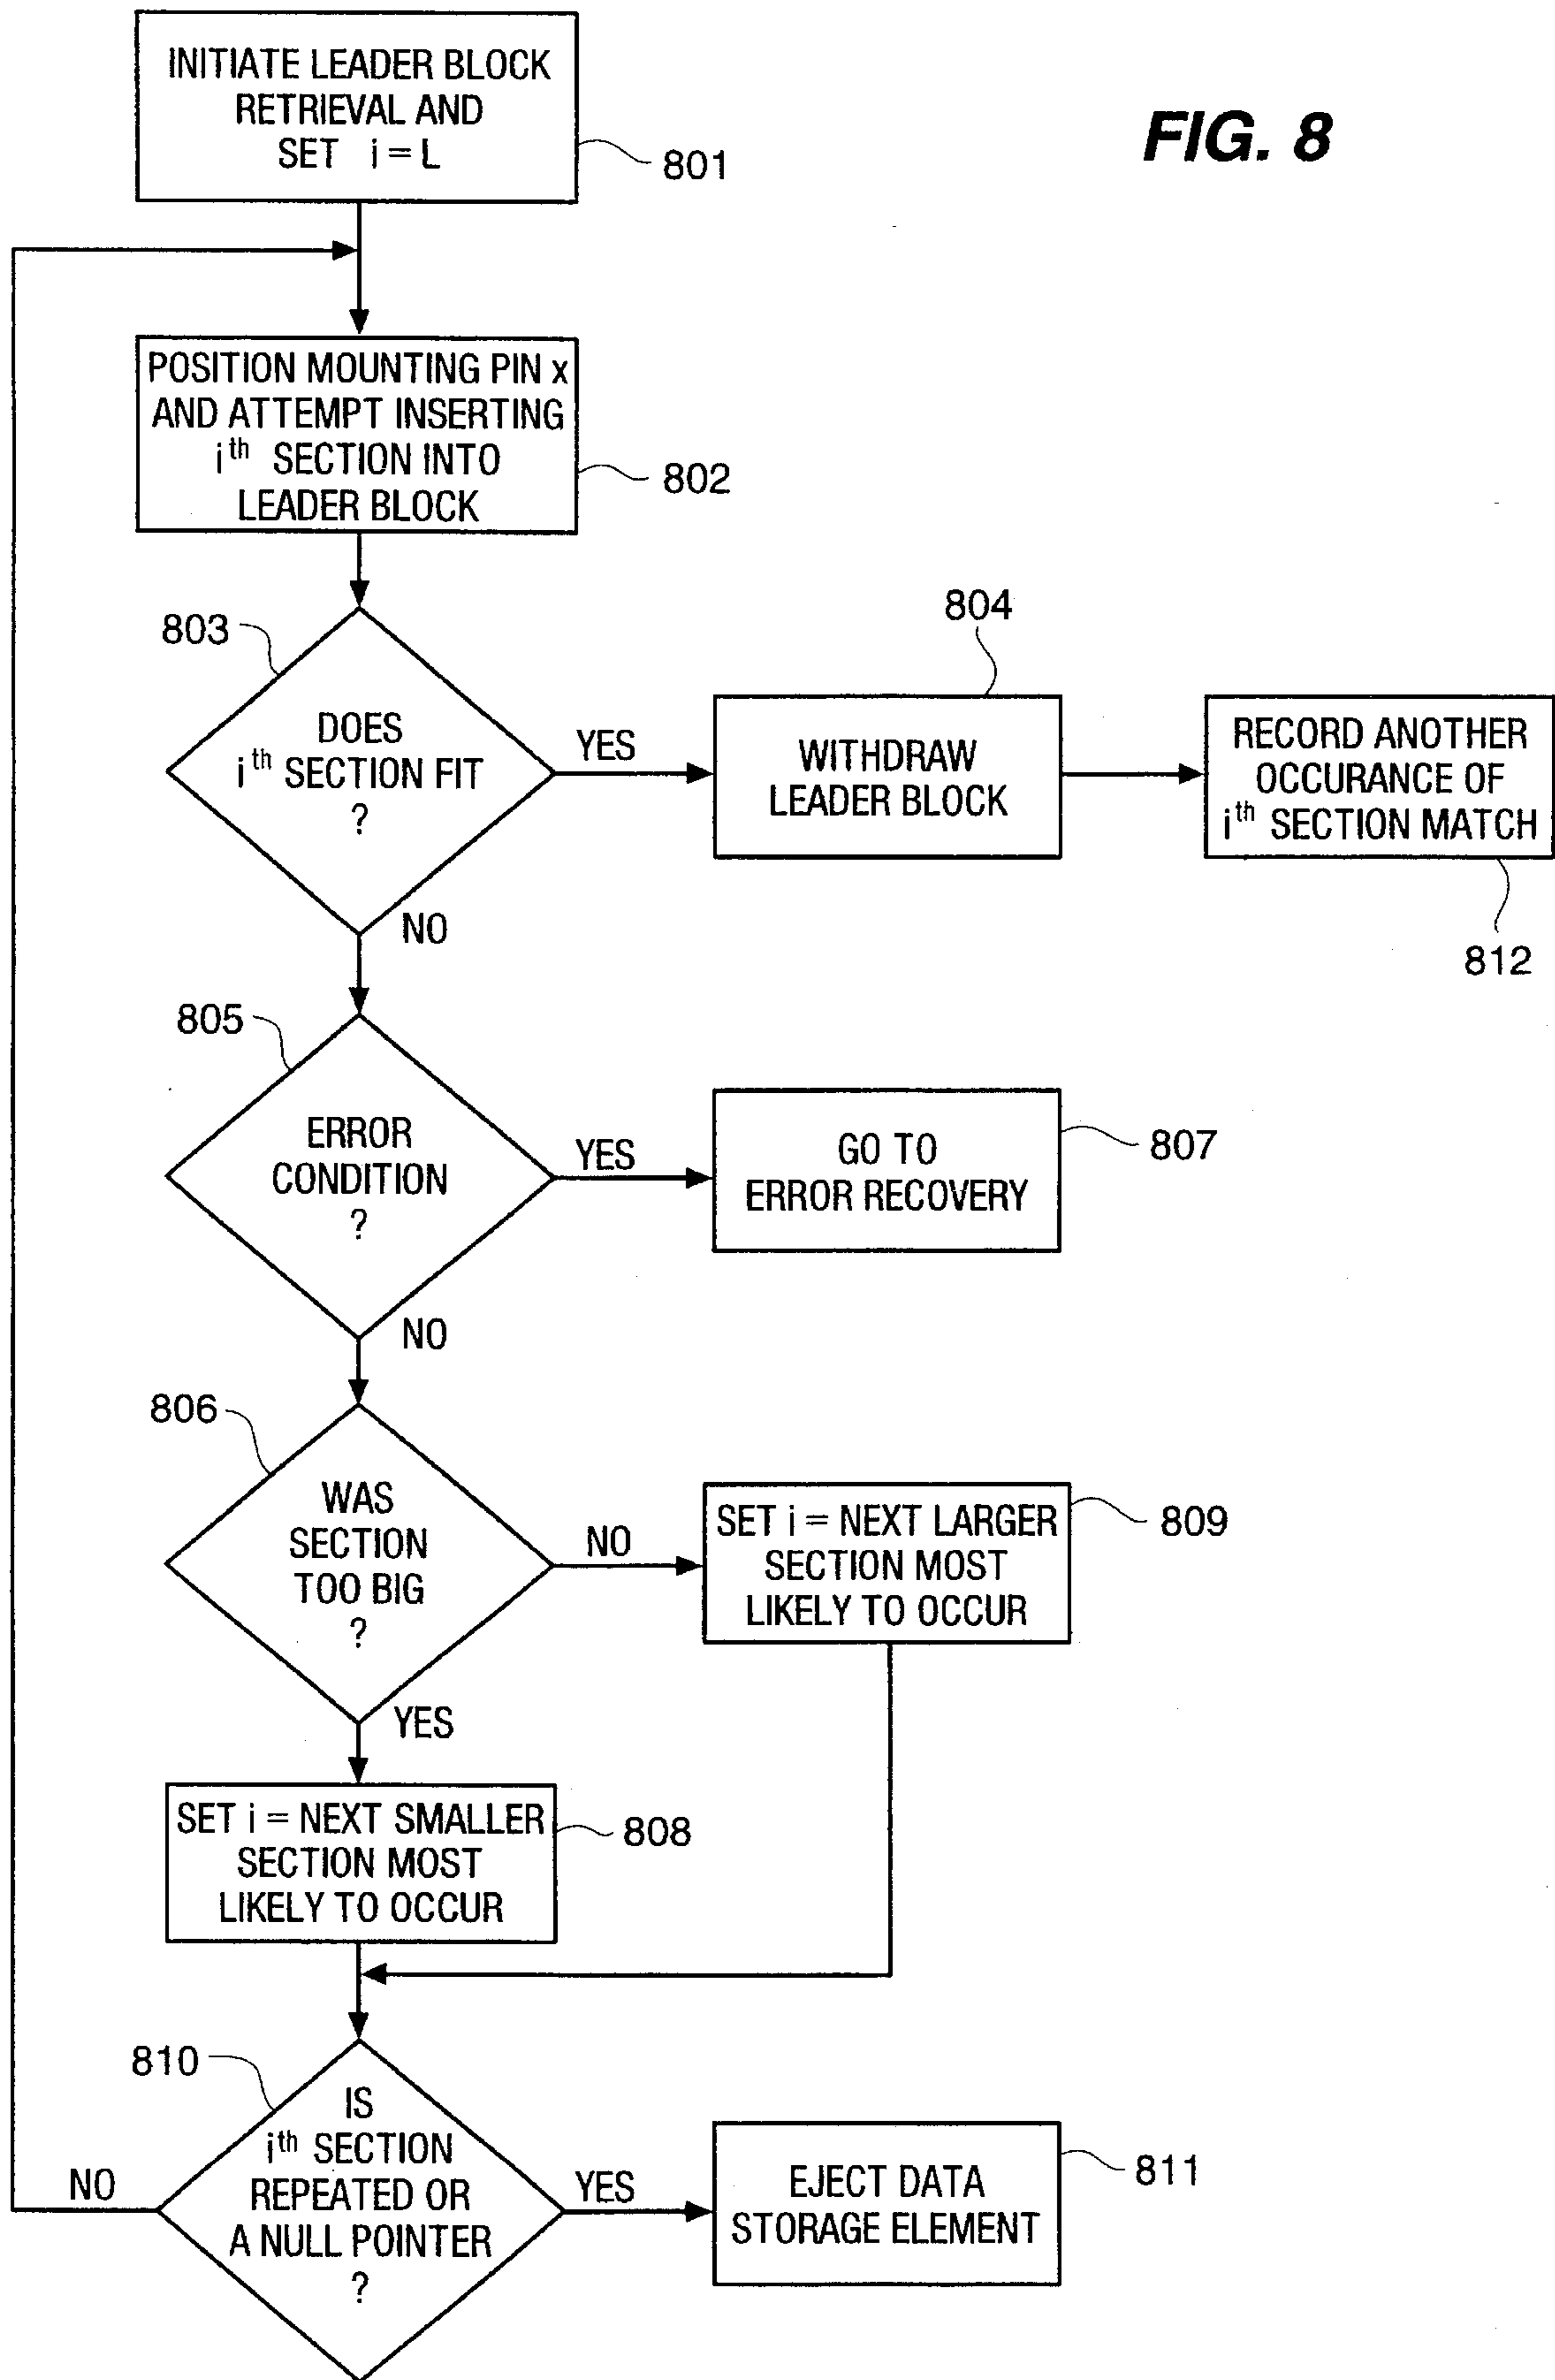 INITIATE LEADER BLOCK
RETRIEVAL AND
SET i = L
801
FIG. 8
POSITION MOUNTING PIN x
AND ATTEMPT INSERTING
i th SECTION INTO
LEADER BLOCK
802
803
DOES
i th SECTION FIT
?
YES
NO
804
WITHDRAW
LEADER BLOCK
RECORD ANOTHER
OCCURANCE OF
i th SECTION MATCH
812
805
ERROR
CONDITION
?
YES
NO
GO TO
ERROR RECOVERY
807
806
WAS
SECTION
TOO BIG
?
NO
YES
SET i = NEXT LARGER
SECTION MOST
LIKELY TO OCCUR
809
SET i = NEXT SMALLER
SECTION MOST
LIKELY TO OCCUR
808
810
IS
i th SECTION
REPEATED OR
A NULL POINTER
?
NO
YES
EJECT DATA
STORAGE ELEMENT
811